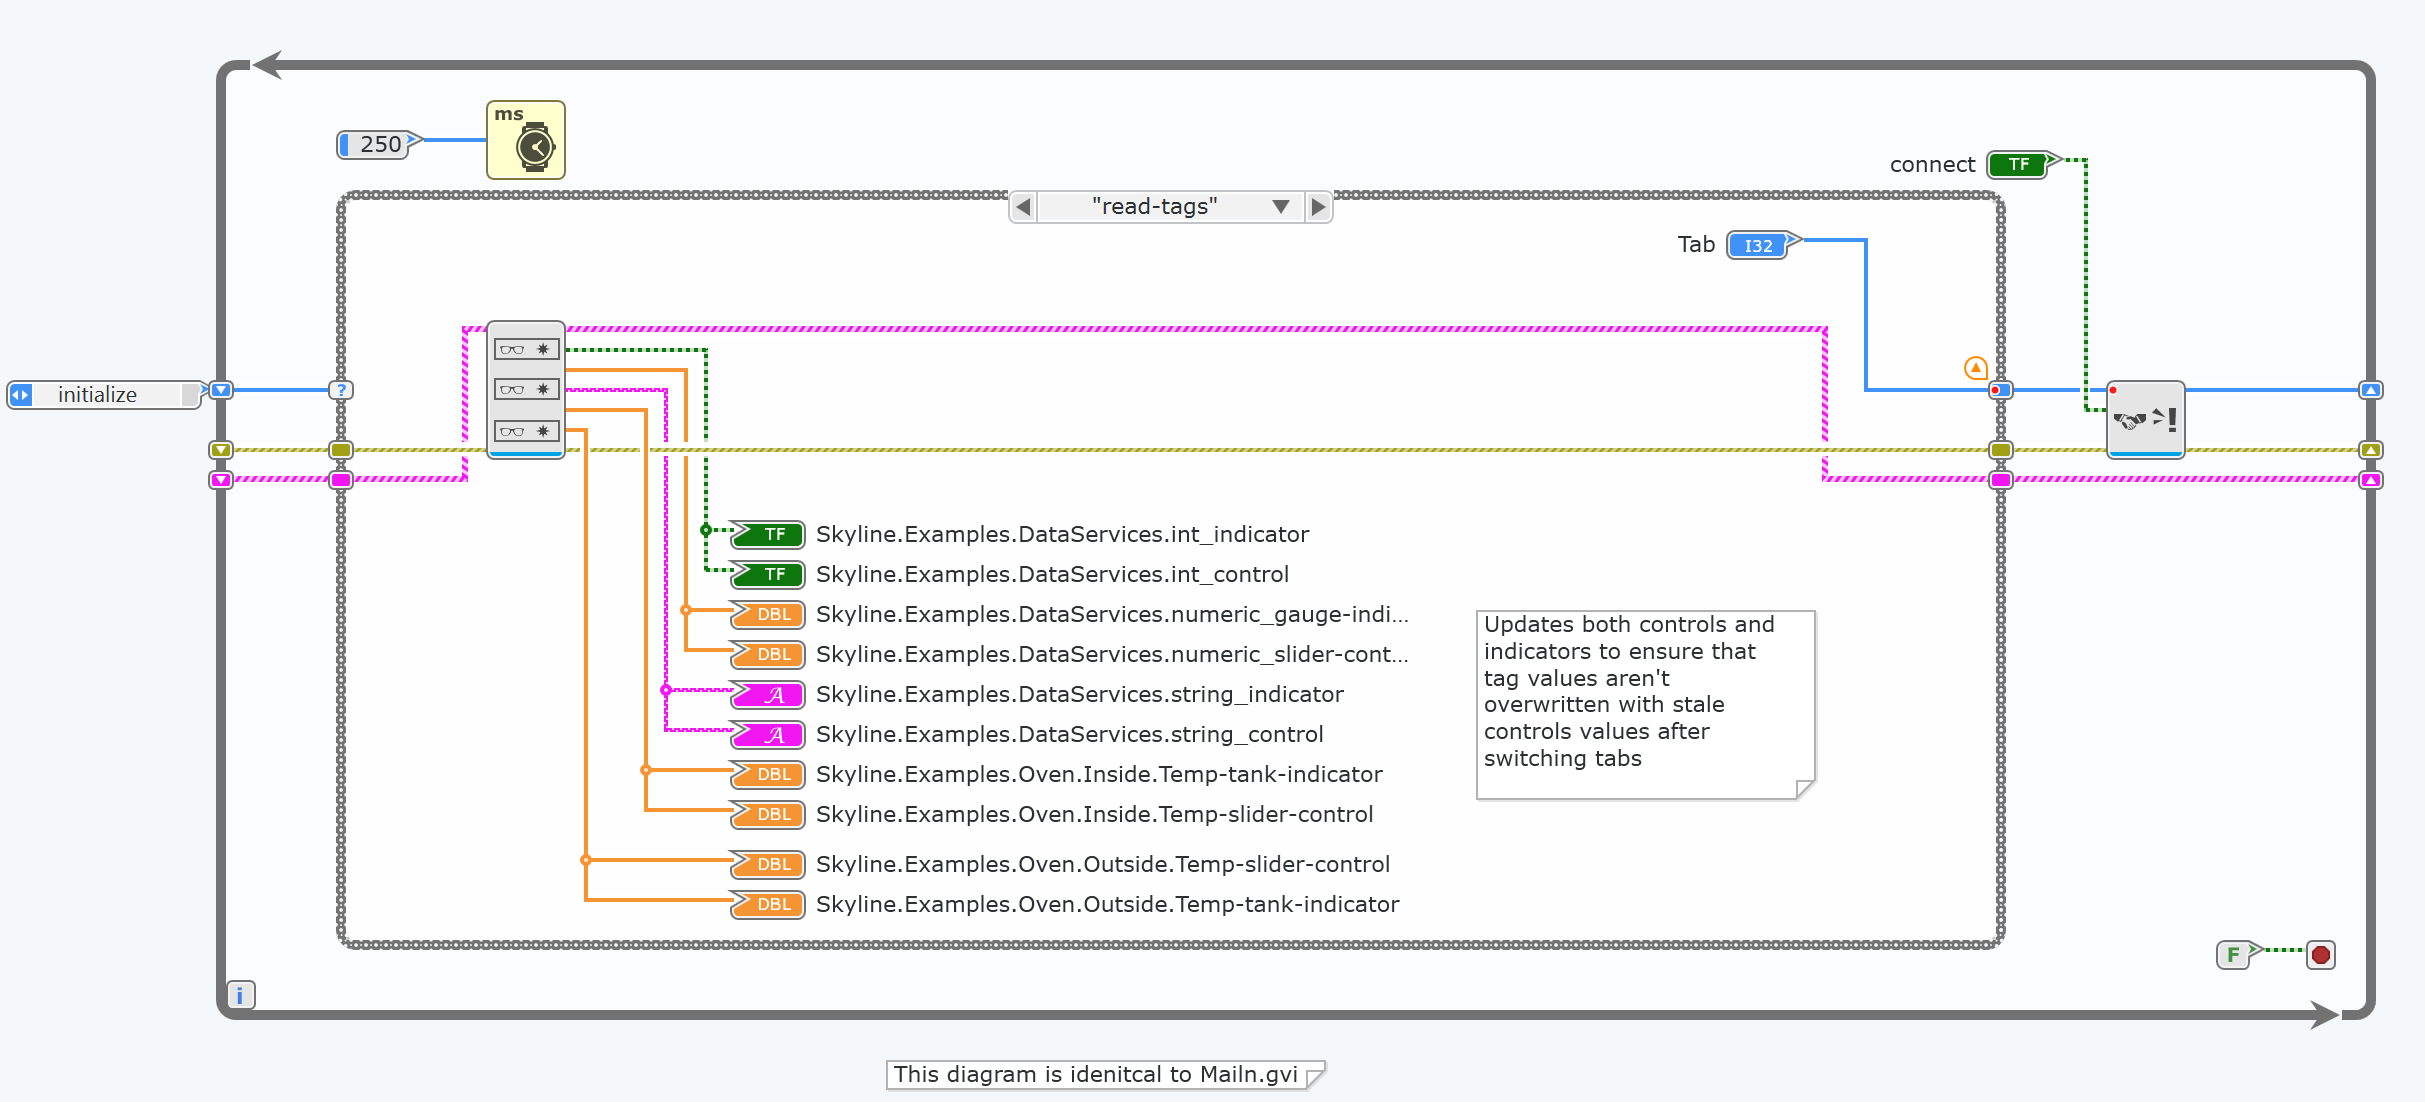 ms
250
connect TF
"read-tags"
Tab I32
initialize
?
!
TF Skyline.Examples.DataServices.int_indicator
TF Skyline.Examples.DataServices.int_control
DBL Skyline.Examples.DataServices.numeric_gauge-indi...
DBL Skyline.Examples.DataServices.numeric_slider-cont...
A Skyline.Examples.DataServices.string_indicator
A Skyline.Examples.DataServices.string_control
DBL Skyline.Examples.Oven.Inside.Temp-tank-indicator
DBL Skyline.Examples.Oven.Inside.Temp-slider-control
DBL Skyline.Examples.Oven.Outside.Temp-slider-control
DBL Skyline.Examples.Oven.Outside.Temp-tank-indicator
Updates both controls and
indicators to ensure that
tag values aren't
overwritten with stale
controls values after
switching tabs
F
i
This diagram is idenitcal to Mailn.gvi